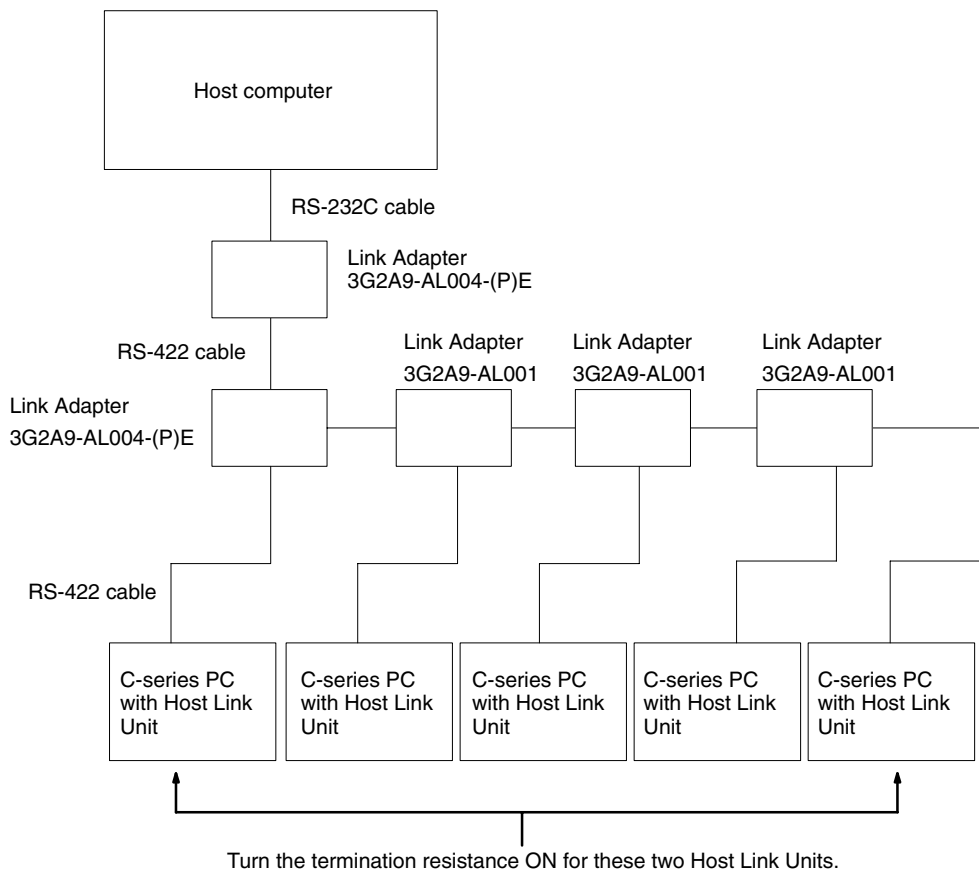 Host computer
RS-232C cable
Link Adapter
3G2A9-AL004-(P)E
RS-422 cable
Link Adapter
3G2A9-AL001
Link Adapter
3G2A9-AL001
Link Adapter
3G2A9-AL001
Link Adapter
3G2A9-AL004-(P)E
RS-422 cable
C-series PC
with Host Link
Unit
C-series PC
with Host Link
Unit
C-series PC
with Host Link
Unit
C-series PC
with Host Link
Unit
C-series PC
with Host Link
Unit
Turn the termination resistance ON for these two Host Link Units.